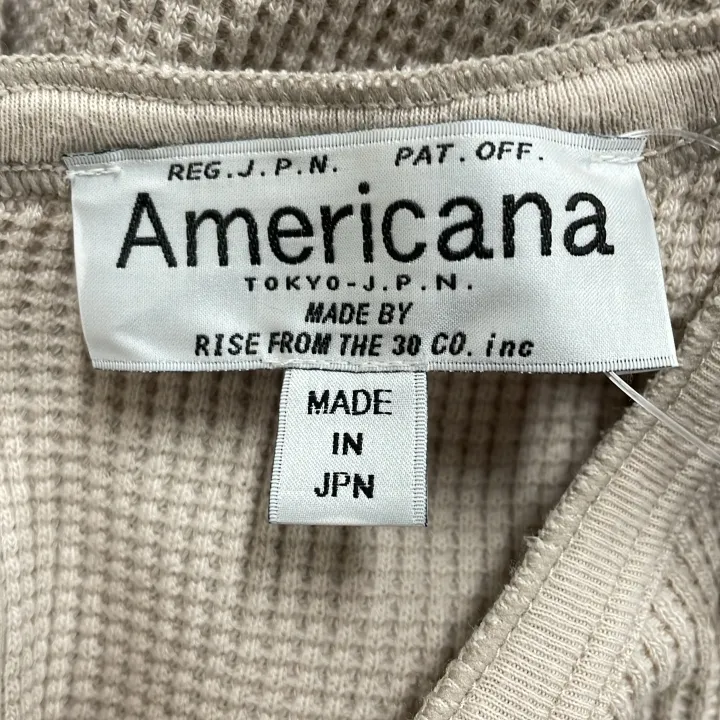 REG.J.P.N. PAT.OFF.
Americana
TOKYO-J.P.N.
MADE BY
RISE FROM THE 30 CO. inc
MADE
IN
JPN